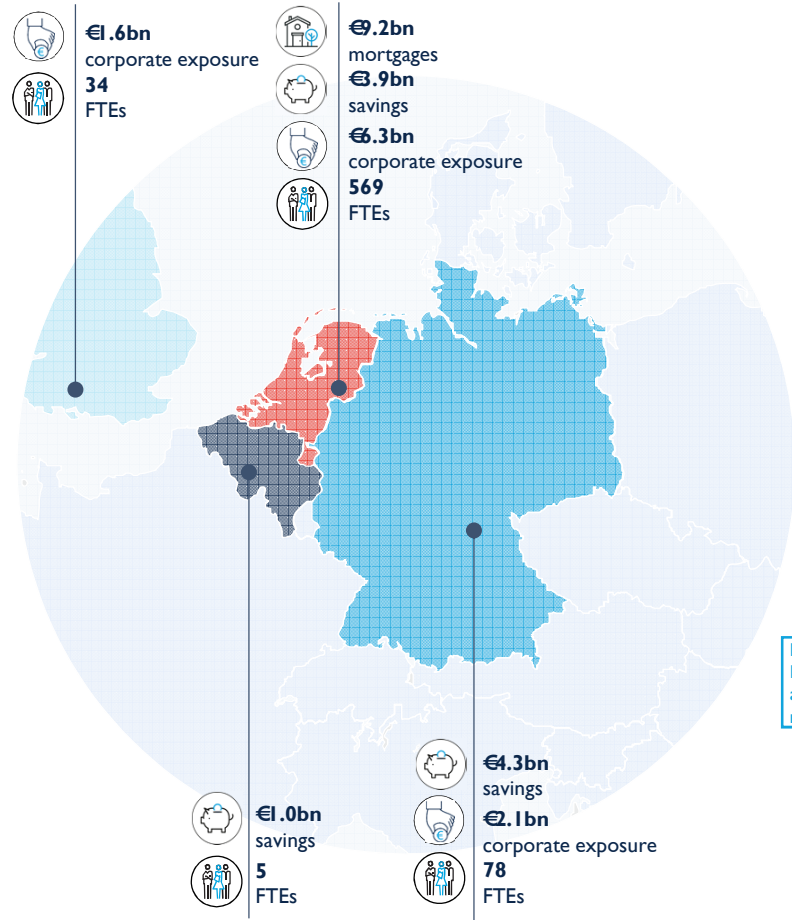 €1.6bn
corporate exposure
34
FTEs
€9.2bn
mortgages
€3.9bn
savings
€6.3bn
corporate exposure
569
FTEs
€1.0bn
savings
5
FTEs
€4.3bn
savings
€2.1bn
corporate exposure
78
FTEs